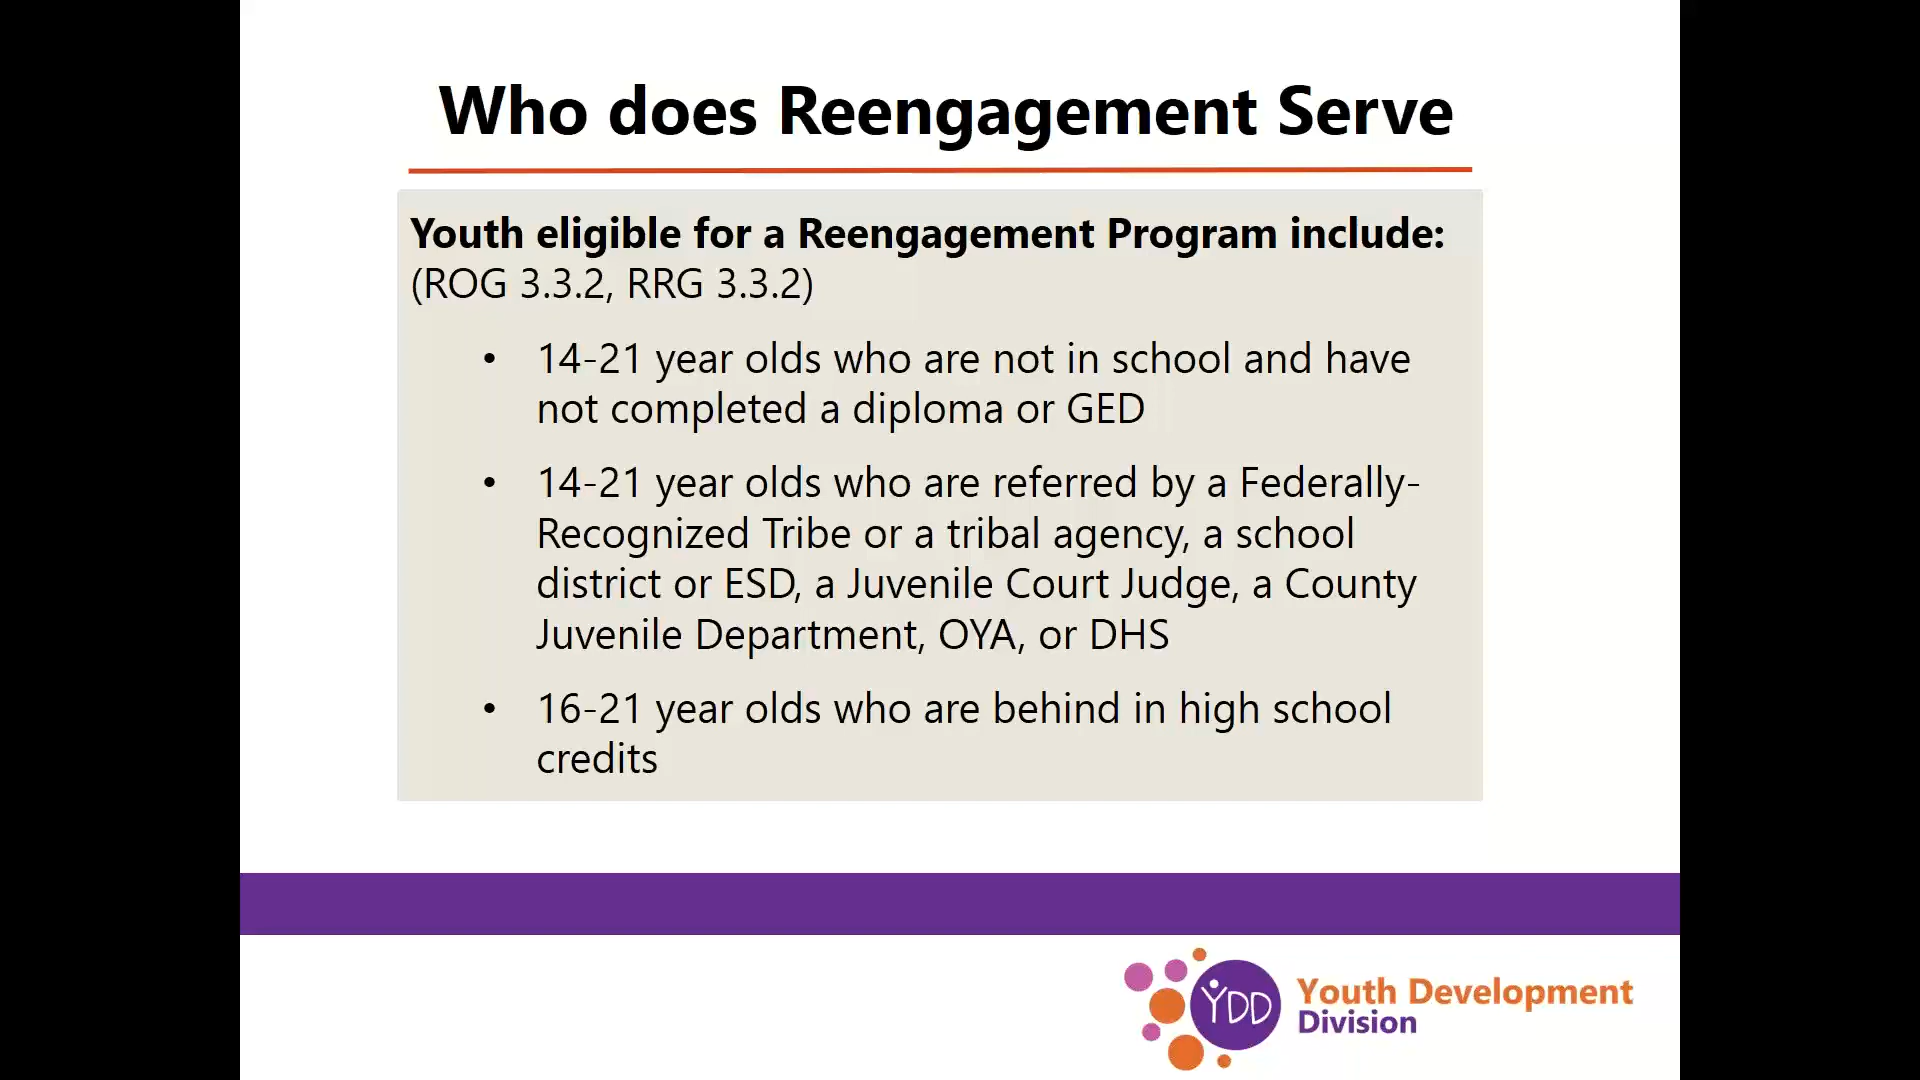 Who does Reengagement Serve
Youth eligible for a Reengagement Program include:
(ROG 3.3.2, RRG 3.3.2)
• 14-21 year olds who are not in school and have
not completed a diploma or GED
• 14-21 year olds who are referred by a Federally-
Recognized Tribe or a tribal agency, a school
district or ESD, a Juvenile Court Judge, a County
Juvenile Department, OYA, or DHS
• 16-21 year olds who are behind in high school
credits
YDD
Youth Development
Division